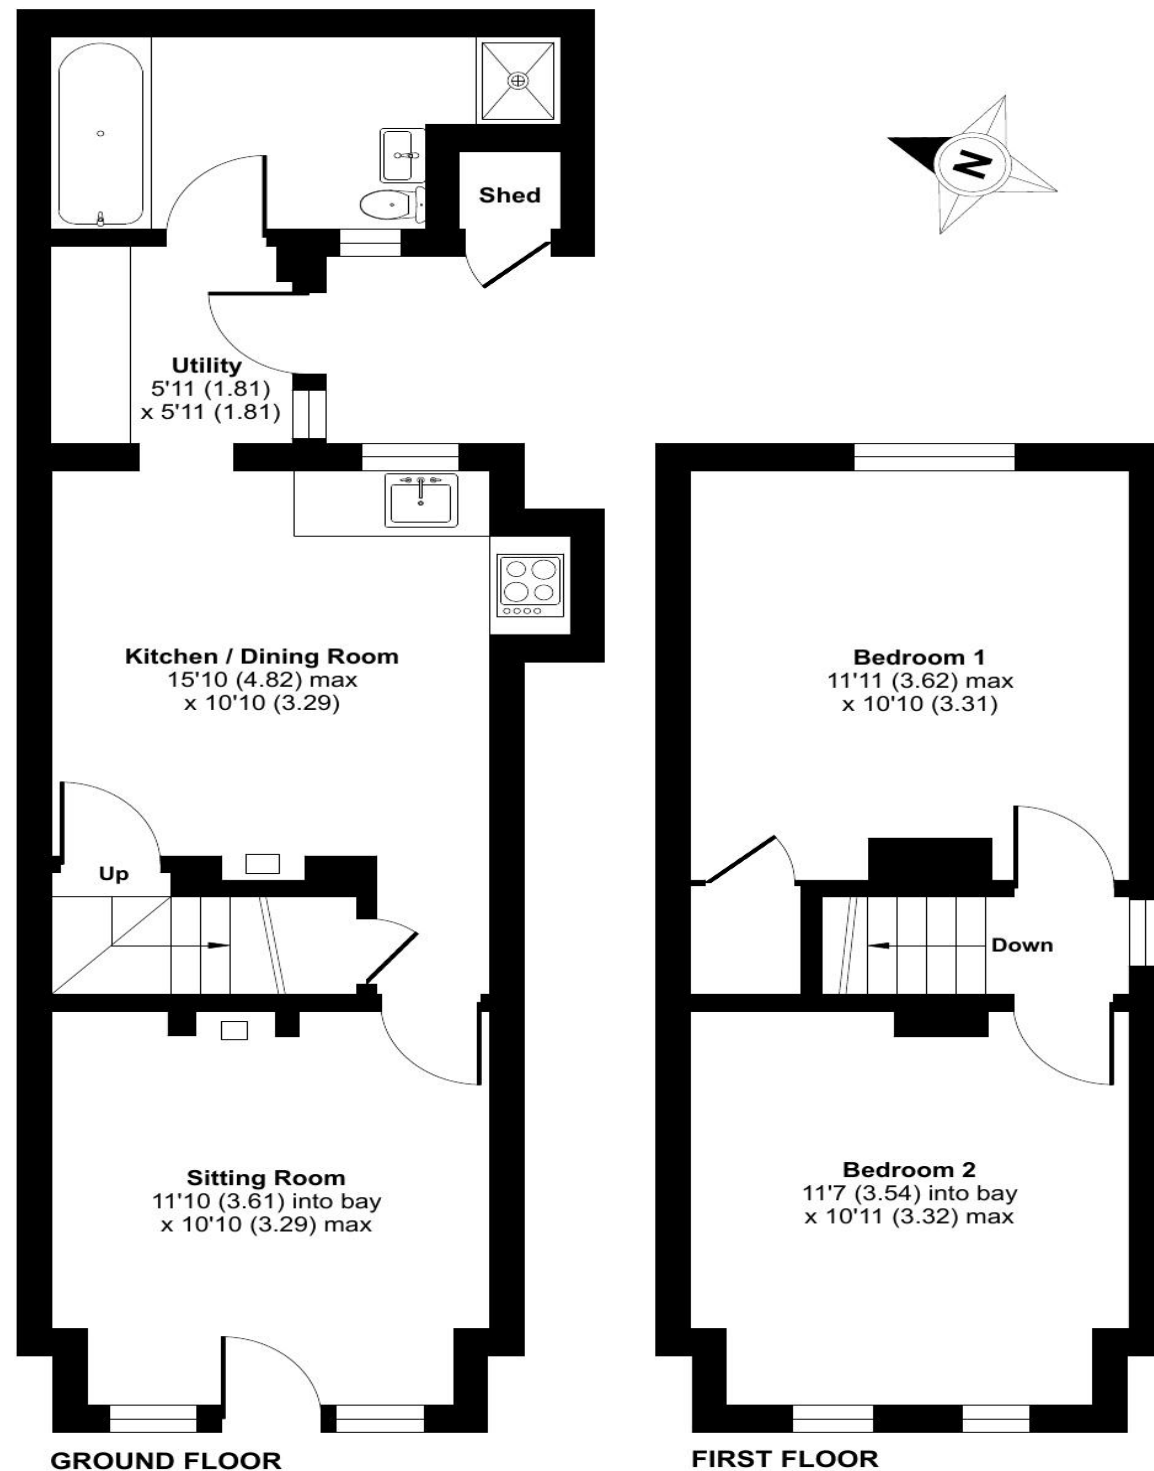 N
Shed
Utility
5'11 (1.81)
x 5'11 (1.81)
Kitchen / Dining Room
15'10 (4.82) max
x 10'10 (3.29)
Up
Sitting Room
11'10 (3.61) into bay
x 10'10 (3.29) max
GROUND FLOOR
Bedroom 1
11'11 (3.62) max
x 10'10 (3.31)
Down
Bedroom 2
11'7 (3.54) into bay
x 10'11 (3.32) max
FIRST FLOOR